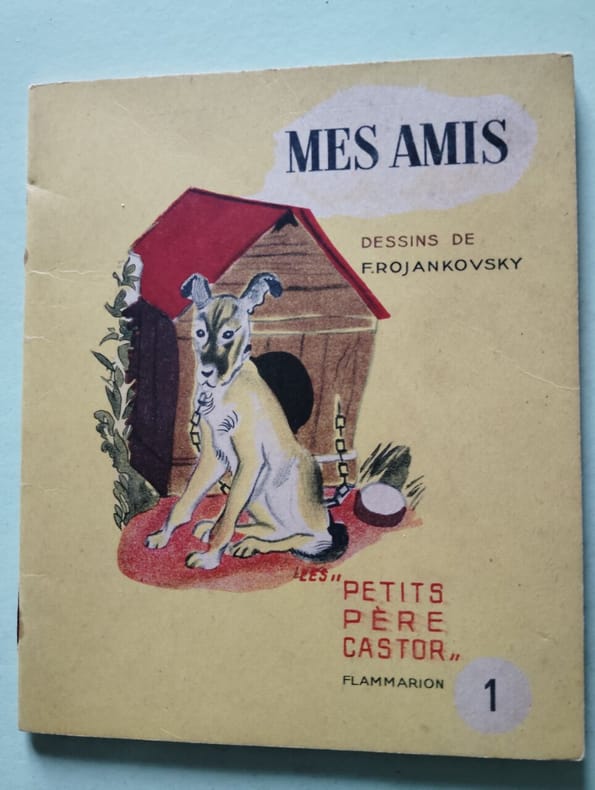 MES AMIS
DESSINS DE
F.ROJANKOVSKY
LES „
PETITS
PÈRE
CASTOR „
FLAMMARION
1